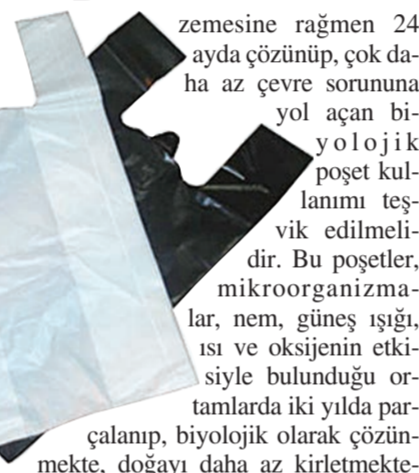 zemesine rağmen 24
ayda çözünüp, çok da-
ha az çevre sorununa
yol açan bi-
yolojik
poşet kul-
lanımı teş-
vik edilmeli-
dir. Bu poşetler,
mikroorganizma-
lar, nem, güneş ışığı,
ısı ve oksijenin etki-
siyle bulunduğu or-
tamlarda iki yılda par-
çalanıp, biyolojik olarak çözün-
mekte, doğayı daha az kirletmekte-